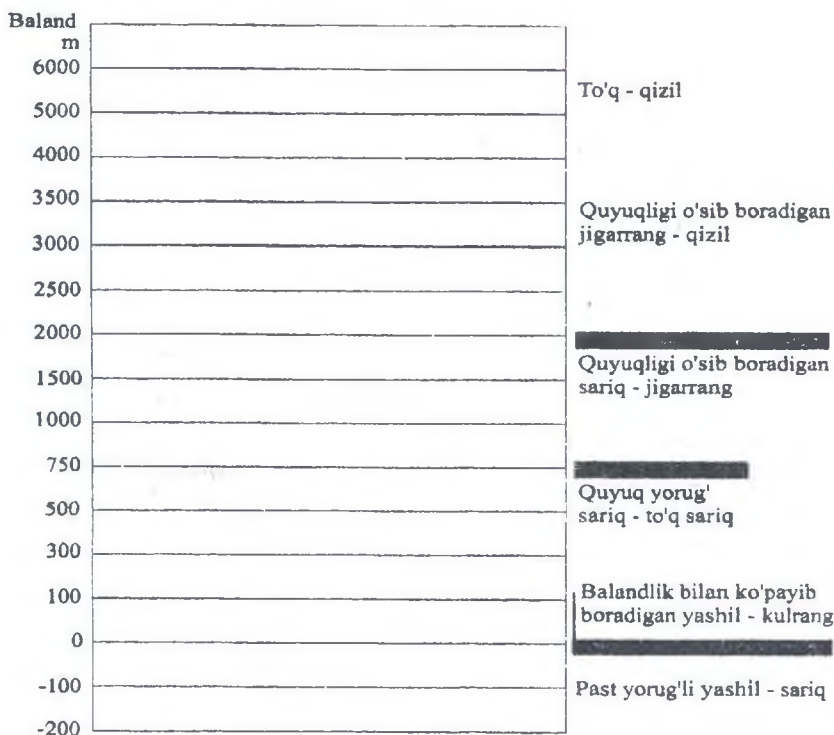 Baland
m
6000
To'q - qizil
5000
4000
3500
Quyuqligi o'sib boradigan
jigarrang - qizil
3000
2500
2000
Quyuqligi o'sib boradigan
sariq - jigarrang
1500
1000
750
Quyuq yorug'
sariq - to'q sariq
500
300
Balandlik bilan ko'payib
boradigan yashil - kulrang
100
0
Past yorug'li yashil - sariq
-100
-200